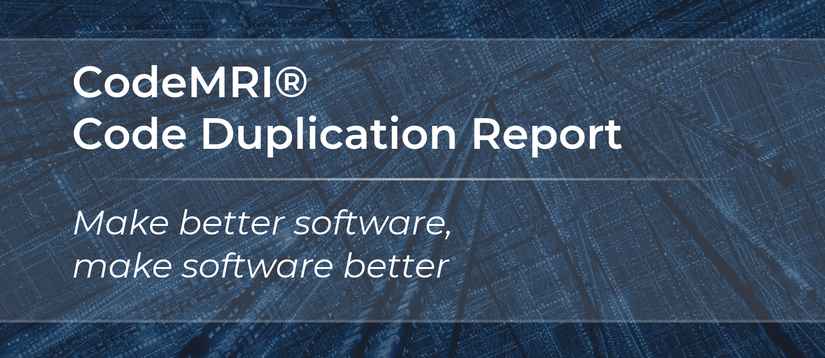 CodeMRI®
Code Duplication Report
Make better software,
make software better